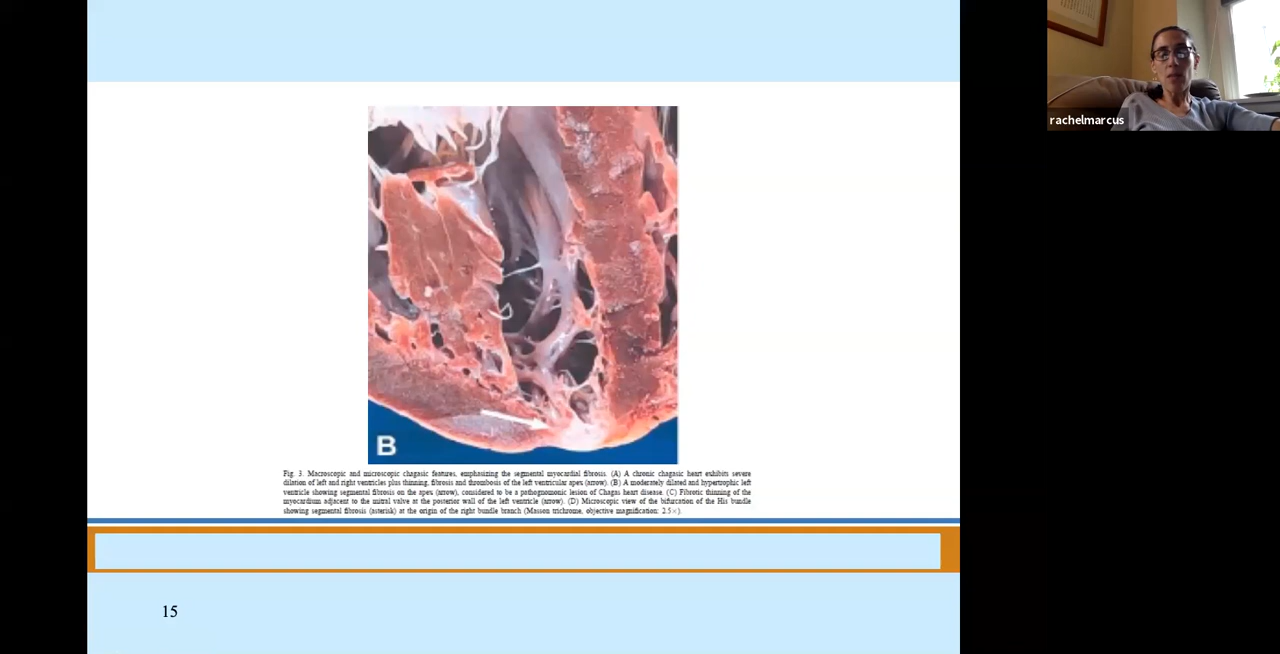 rachelmarcus
B
Fig. 3. Macroscopic and microscopic chagasic features, emphasizing the segmental myocardial fibrosis. (A) A chronic chagasic heart exhibits severe
dilation of left and right ventricles plus thinning, fibrosis and thrombosis of the left ventricular apex (arrow). (B) A moderately dilated and hypertrophic left
ventricle showing segmental fibrosis on the apex (arrow), considered to be a pathognomonic lesion of Chagas heart disease. (C) Fibrotic thinning of the
myocardium adjacent to the mitral valve at the posterior wall of the left ventricle (arrow). (D) Microscopic view of the bifurcation of the His bundle
showing segmental fibrosis (asterisk) at the origin of the right bundle branch (Masson trichrome, objective magnification: 2.5×).
15